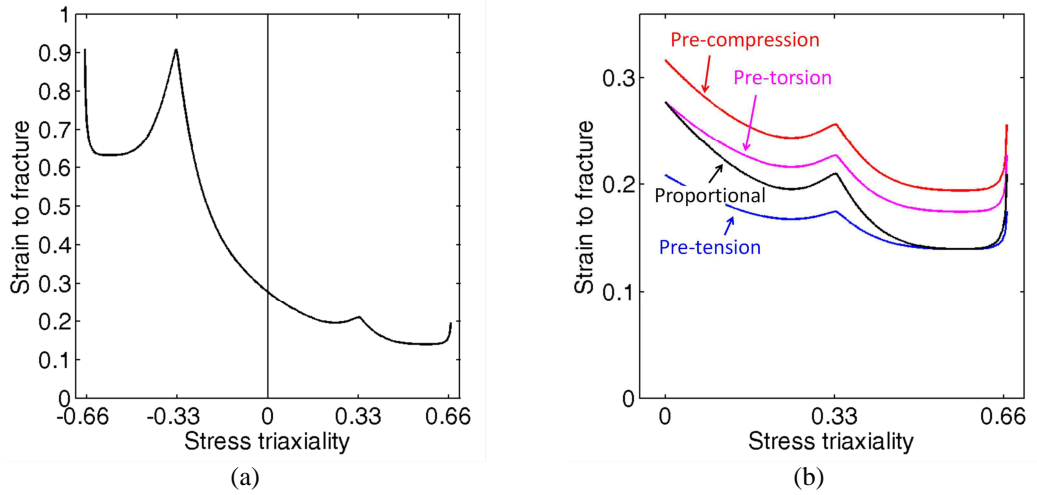 1
0.9
0.8
0.7
0.6
0.5
0.4
0.3
0.2
0.1
0
Strain to fracture
-0.66
-0.33
0
0.33
0.66
Stress triaxiality
(a)
0.3
0.2
0.1
0
Strain to fracture
Pre-compression
Pre-torsion
Proportional
Pre-tension
0
0.33
0.66
Stress triaxiality
(b)